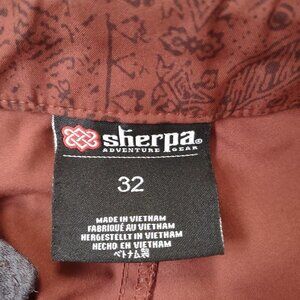 sherpa®
ADVENTURE GEAR
32
MADE IN VIETNAM
FABRIQUÉ AU VIETNAM
HERGESTELLT IN VIETNAM
HECHO EN VIETNAM
ベトナム製